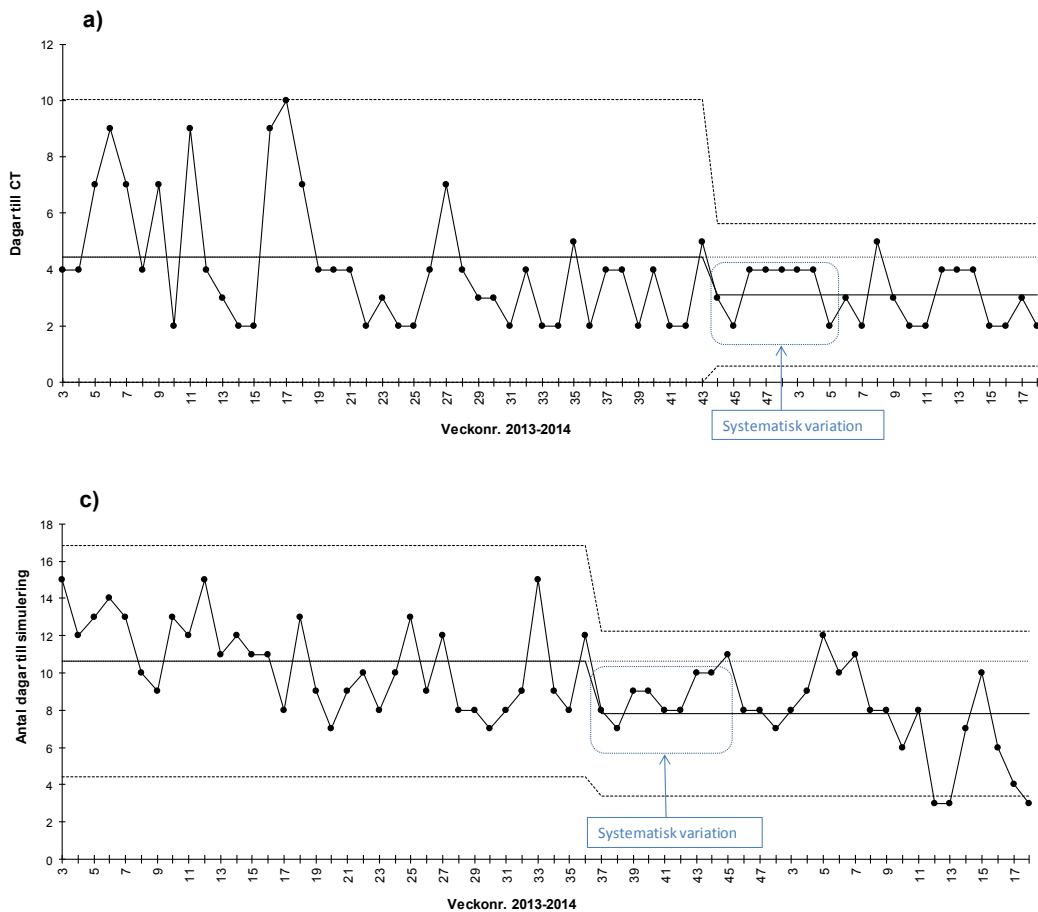 a)
Dagar till CT
12
10
8
6
4
2
0
3 5 7 9 11 13 15 17 19 21 23 25 27 29 31 33 35 37 39 41 43 45 47 3 5 7 9 11 13 15 17
Systematisk variation
Veckonr. 2013-2014
c)
Antal dagar till simulering
18
16
14
12
10
8
6
4
2
0
Systematisk variation
3 5 7 9 11 13 15 17 19 21 23 25 27 29 31 33 35 37 39 41 43 45 47 3 5 7 9 11 13 15 17
Veckonr. 2013-2014